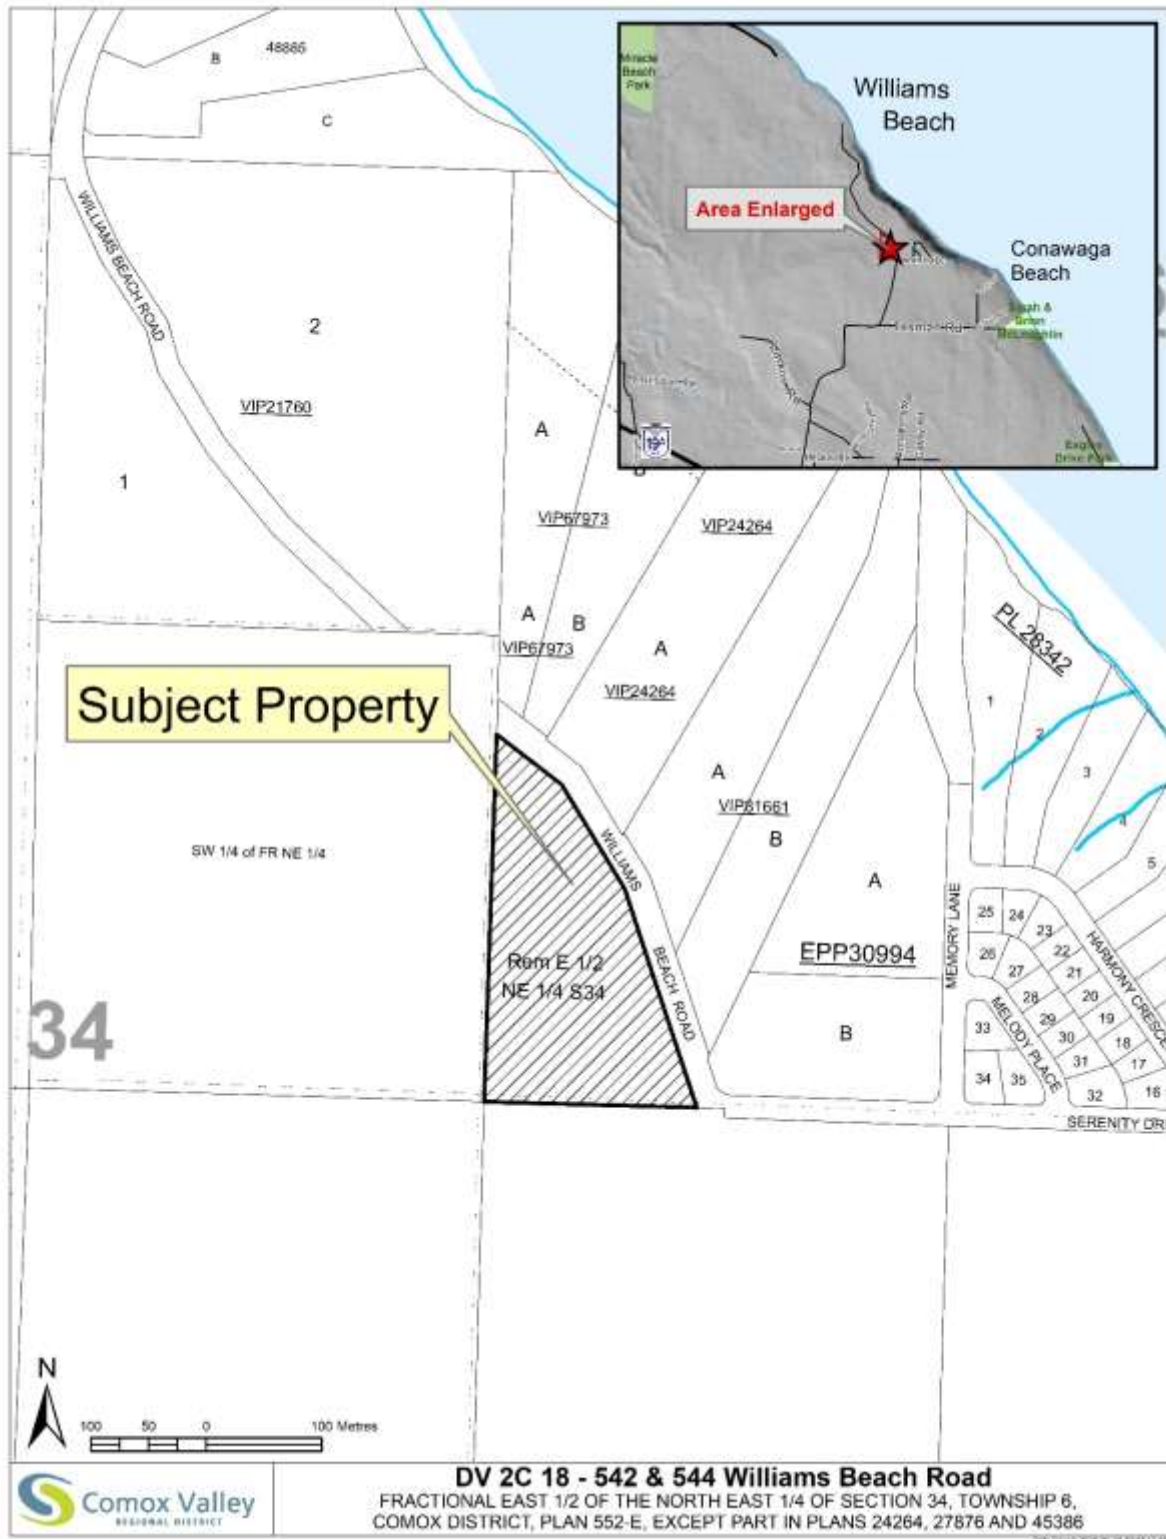 48885
B
C
WILLIAMS BEACH ROAD
2
VIP21760
1
Miracle
Beach
Park
Williams
Beach
Area Enlarged
Conawaga
Beach
19A
A
VIP67973
VIP24264
A
B
VIP67973
A
VIP24264
PL 28342
1
2
3
4
5
Subject Property
SW 1/4 of FR NE 1/4
A
VIP81661
B
A
EPP30994
B
WILLIAMS
BEACH ROAD
Rem E 1/2
NE 1/4 S34
34
MEMORY LANE
HARMONY CRESCE
MELODY PLACE
25
24
23
22
21
20
19
18
17
16
26
27
28
29
30
31
32
33
34
35
SERENITY DR
N
100 50 0 100 Metres
Comox Valley
REGIONAL DISTRICT
DV 2C 18 - 542 & 544 Williams Beach Road
FRACTIONAL EAST 1/2 OF THE NORTH EAST 1/4 OF SECTION 34, TOWNSHIP 6,
COMOX DISTRICT, PLAN 552-E, EXCEPT PART IN PLANS 24264, 27876 AND 45386